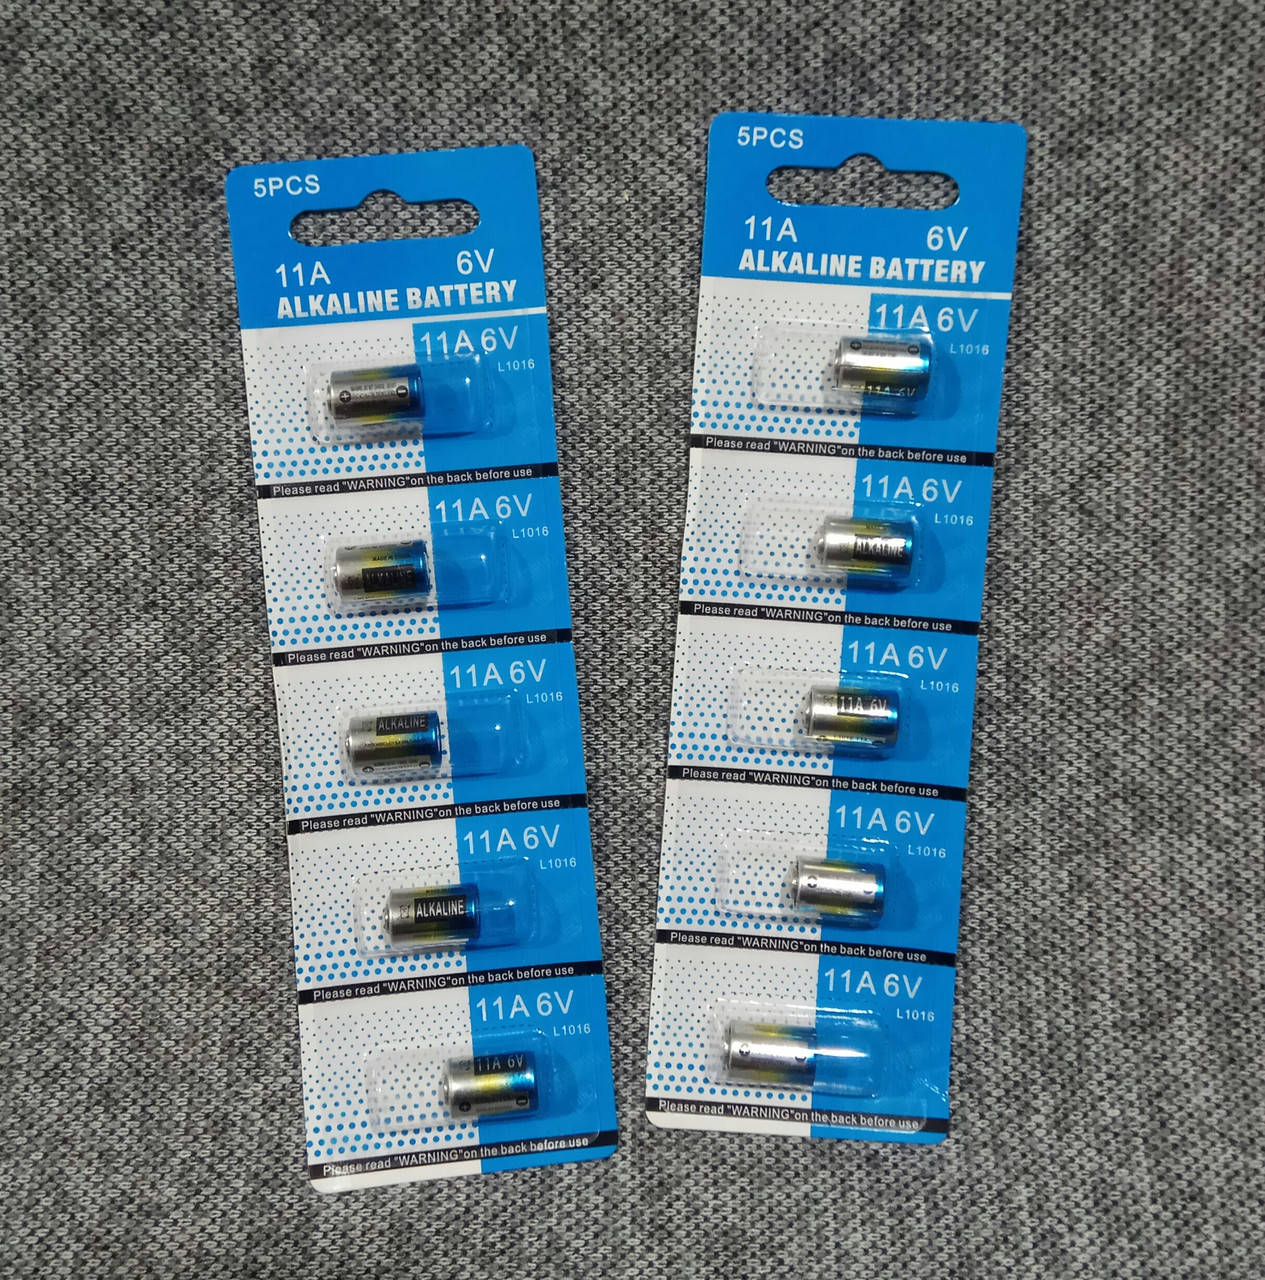 5PCS
11A 6V
ALKALINE BATTERY
11A 6V
L1016
Please read "WARNING"on the back before use
11A 6V
L1016
ALKALINE
Please read "WARNING"on the back before use
11A 6V
L1016
ALKALINE
Please read "WARNING"on the back before use
11A 6V
L1016
ALKALINE
Please read "WARNING"on the back before use
11A 6V
L1016
11A 6V
Please read "WARNING"on the back before use
5PCS
11A 6V
ALKALINE BATTERY
11A 6V
L1016
11A 6V
Please read "WARNING"on the back before use
11A 6V
L1016
ALKALINE
Please read "WARNING"on the back before use
11A 6V
L1016
11A 6V
Please read "WARNING"on the back before use
11A 6V
L1016
Please read "WARNING"on the back before use
11A 6V
L1016
Please read "WARNING"on the back before use